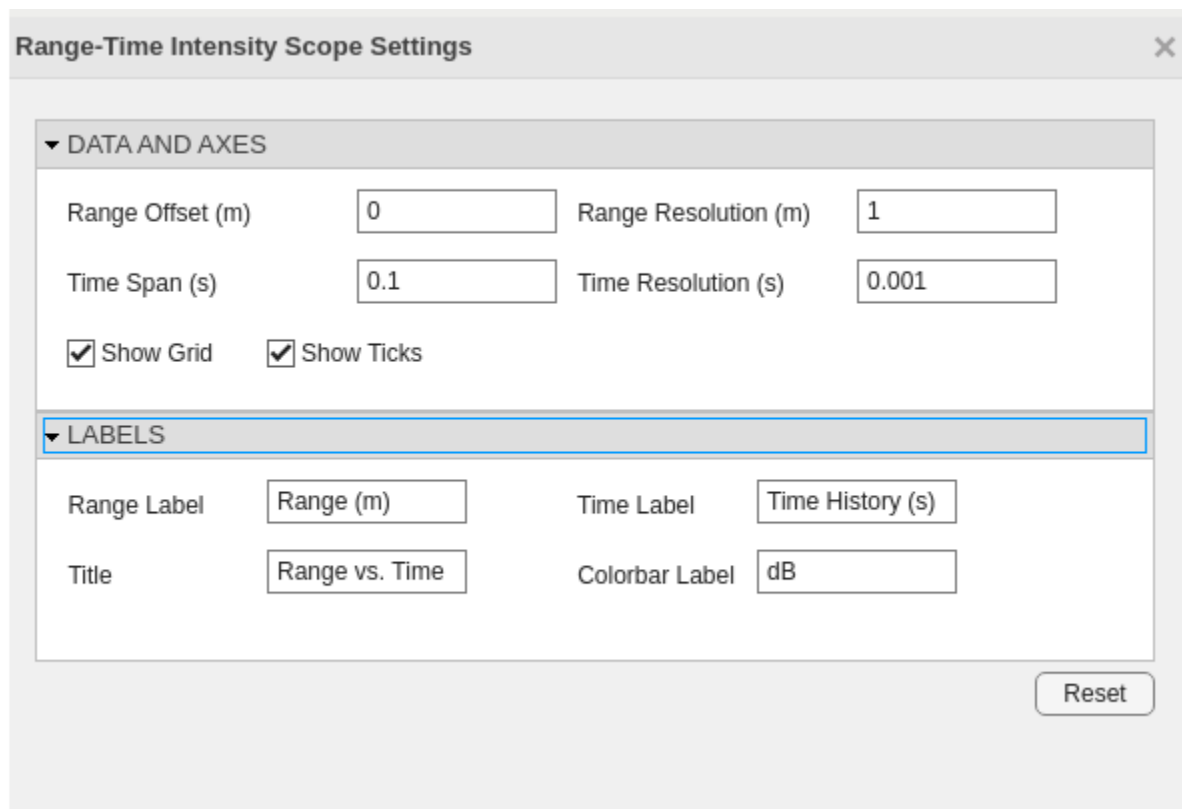 Range-Time Intensity Scope Settings
DATA AND AXES
Range Offset (m) 0 Range Resolution (m) 1
Time Span (s) 0.1 Time Resolution (s) 0.001
Show Grid Show Ticks
LABELS
Range Label Range (m) Time Label Time History (s)
Title Range vs. Time Colorbar Label dB
Reset